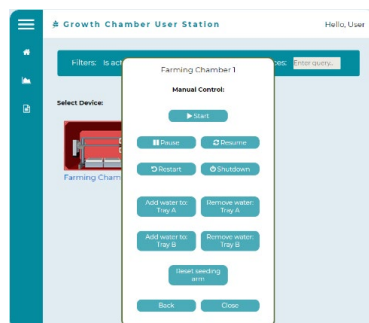 Growth Chamber User Station
Hello, User
Filters: Is act
ces:
Enter query..
Farming Chamber 1
Manual Control:
Select Device:
Start
Pause
Resume
Restart
Shutdown
Farming Cham
Add water to:
Tray A
Remove water:
Tray A
Add water to:
Tray B
Remove water:
Tray B
Reset seeding
arm
Back
Close